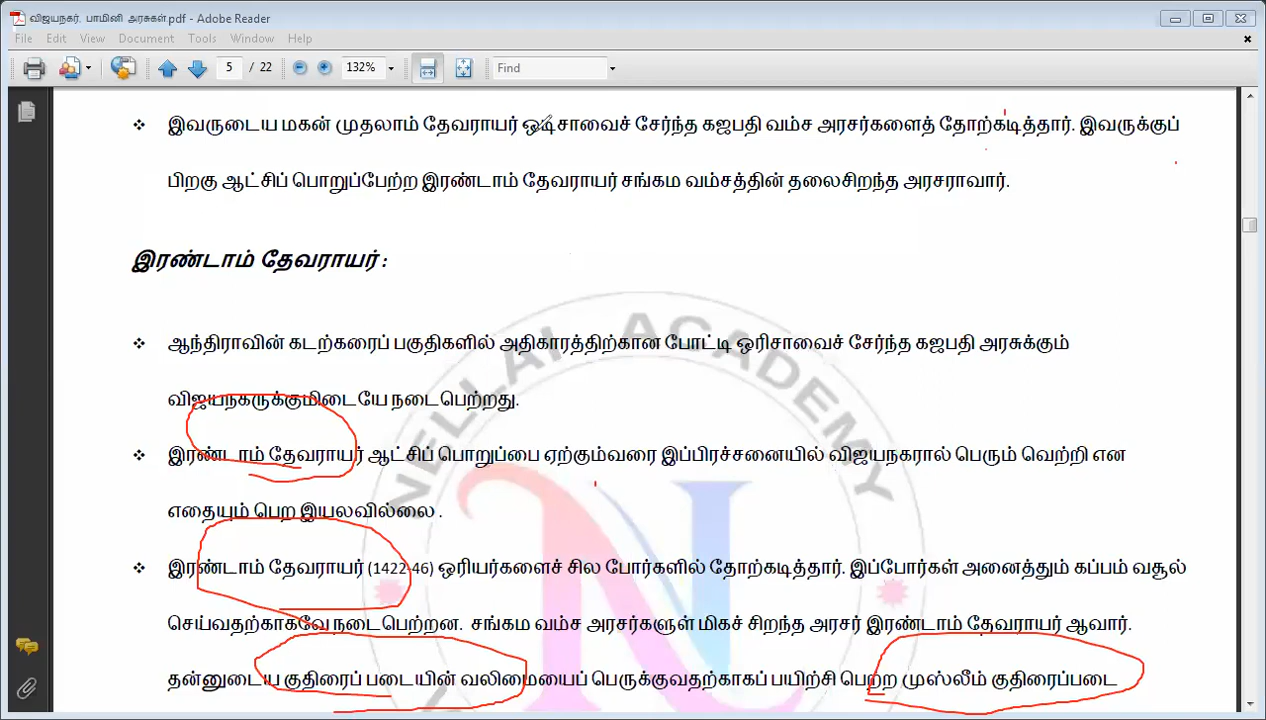 விஜயநகர், பாமினி அரசுகள்.pdf - Adobe Reader
File Edit View Document Tools Window Help
5 / 22 132% Find
❖ இவருடைய மகன் முதலாம் தேவராயர் ஒடிசாவைச் சேர்ந்த கஜபதி வம்ச அரசர்களைத் தோற்கடித்தார். இவருக்குப்
பிறகு ஆட்சிப் பொறுப்பேற்ற இரண்டாம் தேவராயர் சங்கம வம்சத்தின் தலைசிறந்த அரசராவார்.
இரண்டாம் தேவராயர் :
❖ ஆந்திராவின் கடற்கரைப் பகுதிகளில் அதிகாரத்திற்கான போட்டி ஒரிசாவைச் சேர்ந்த கஜபதி அரசுக்கும்
விஜயநகருக்குமிடையே நடைபெற்றது.
❖ இரண்டாம் தேவராயர் ஆட்சிப் பொறுப்பை ஏற்கும்வரை இப்பிரச்சனையில் விஜயநகரால் பெரும் வெற்றி என
எதையும் பெற இயலவில்லை .
❖ இரண்டாம் தேவராயர் (1422-46) ஒரியர்களைச் சில போர்களில் தோற்கடித்தார். இப்போர்கள் அனைத்தும் கப்பம் வசூல்
செய்வதற்காகவே நடைபெற்றன. சங்கம வம்ச அரசர்களுள் மிகச் சிறந்த அரசர் இரண்டாம் தேவராயர் ஆவார்.
தன்னுடைய குதிரைப் படையின் வலிமையைப் பெருக்குவதற்காகப் பயிற்சி பெற்ற முஸ்லீம் குதிரைப்படை
NELLAI ACADEMY
N